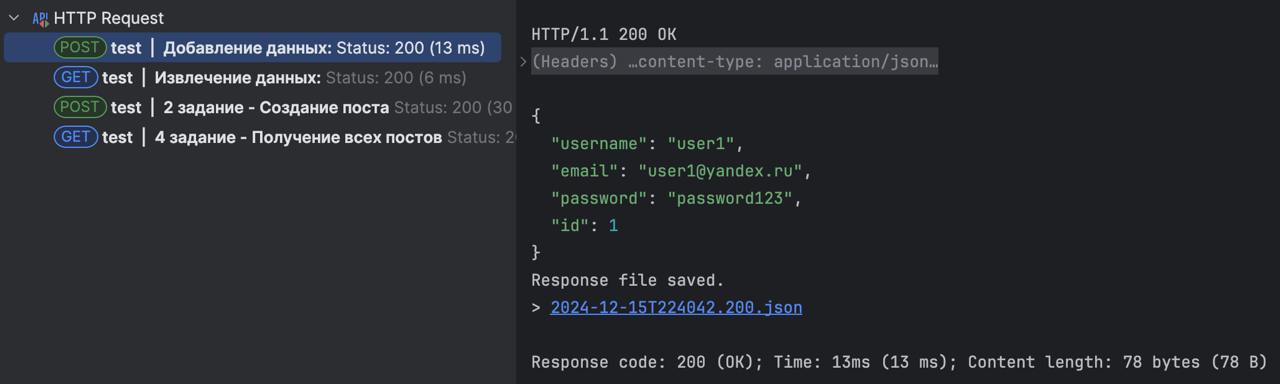 HTTP Request
POST test | Добавление данных: Status: 200 (13 ms)
GET test | Извлечение данных: Status: 200 (6 ms)
POST test | 2 задание - Создание поста Status: 200 (30
GET test | 4 задание - Получение всех постов Status: 2
HTTP/1.1 200 OK
(Headers) …content-type: application/json…
{
"username": "user1",
"email": "user1@yandex.ru",
"password": "password123",
"id": 1
}
Response file saved.
> 2024-12-15T224042.200.json
Response code: 200 (OK); Time: 13ms (13 ms); Content length: 78 bytes (78 B)